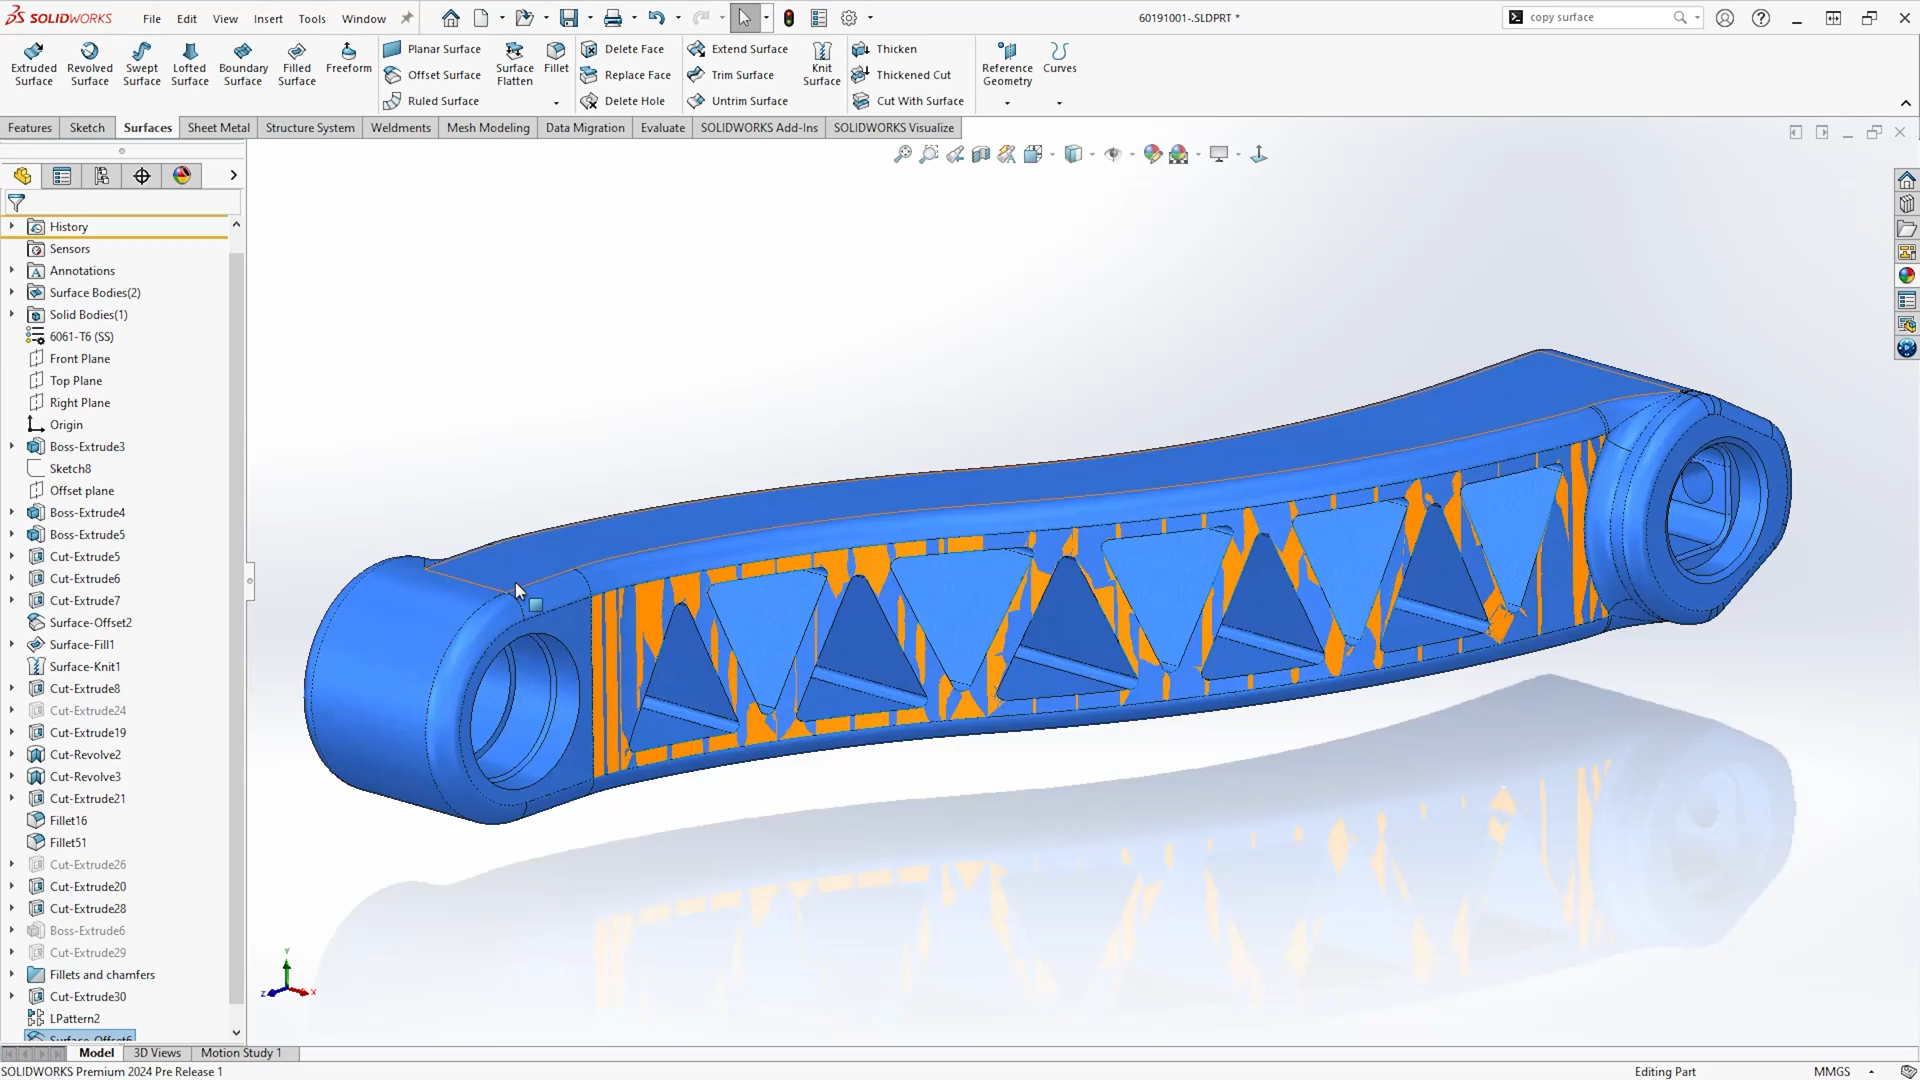 SOLIDWORKS
File
Edit
View
Insert
Tools
Window
60191001-.SLDPRT *
copy surface
Extruded Surface
Revolved Surface
Swept Surface
Lofted Surface
Boundary Surface
Filled Surface
Freeform
Planar Surface
Offset Surface
Ruled Surface
Surface Flatten
Fillet
Delete Face
Replace Face
Delete Hole
Extend Surface
Trim Surface
Untrim Surface
Knit Surface
Thicken
Thickened Cut
Cut With Surface
Reference Geometry
Curves
Features
Sketch
Surfaces
Sheet Metal
Structure System
Weldments
Mesh Modeling
Data Migration
Evaluate
SOLIDWORKS Add-Ins
SOLIDWORKS Visualize
History
Sensors
Annotations
Surface Bodies(2)
Solid Bodies(1)
6061-T6 (SS)
Front Plane
Top Plane
Right Plane
Origin
Boss-Extrude3
Sketch8
Offset plane
Boss-Extrude4
Boss-Extrude5
Cut-Extrude5
Cut-Extrude6
Cut-Extrude7
Surface-Offset2
Surface-Fill1
Surface-Knit1
Cut-Extrude8
Cut-Extrude24
Cut-Extrude19
Cut-Revolve2
Cut-Revolve3
Cut-Extrude21
Fillet16
Fillet51
Cut-Extrude26
Cut-Extrude20
Cut-Extrude28
Boss-Extrude6
Cut-Extrude29
Fillets and chamfers
Cut-Extrude30
LPattern2
Surface-Offset6
Y
Z
X
Model
3D Views
Motion Study 1
SOLIDWORKS Premium 2024 Pre Release 1
Editing Part
MMGS